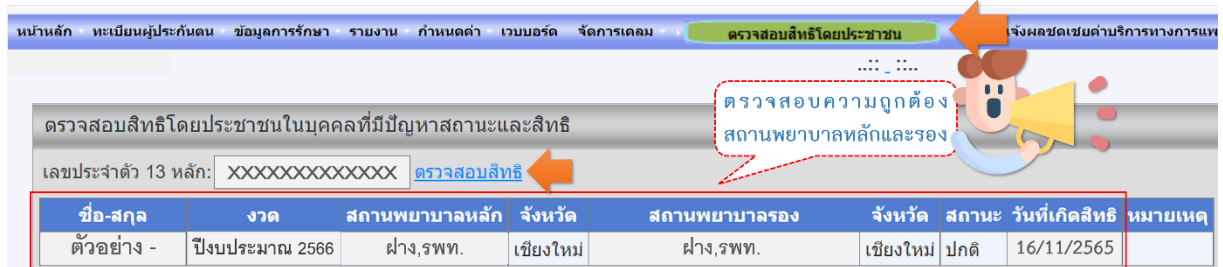 หน้าหลัก ทะเบียนผู้ประกันตน ข้อมูลการรักษา รายงาน กำหนดค่า เวบบอร์ด จัดการเคลม ตรวจสอบสิทธิโดยประชาชน แจ้งผลชดเชยค่าบริการทางการแพ
..:: _ ::..
ตรวจสอบความถูกต้อง
สถานพยาบาลหลักและรอง
ตรวจสอบสิทธิโดยประชาชนในบุคคลที่มีปัญหาสถานะและสิทธิ
เลขประจำตัว 13 หลัก: XXXXXXXXXXXXX ตรวจสอบสิทธิ
ชื่อ-สกุล งวด สถานพยาบาลหลัก จังหวัด สถานพยาบาลรอง จังหวัด สถานะ วันที่เกิดสิทธิ หมายเหตุ
ตัวอย่าง - ปีงบประมาณ 2566 ฝาง,รพท. เชียงใหม่ ฝาง,รพท. เชียงใหม่ ปกติ 16/11/2565